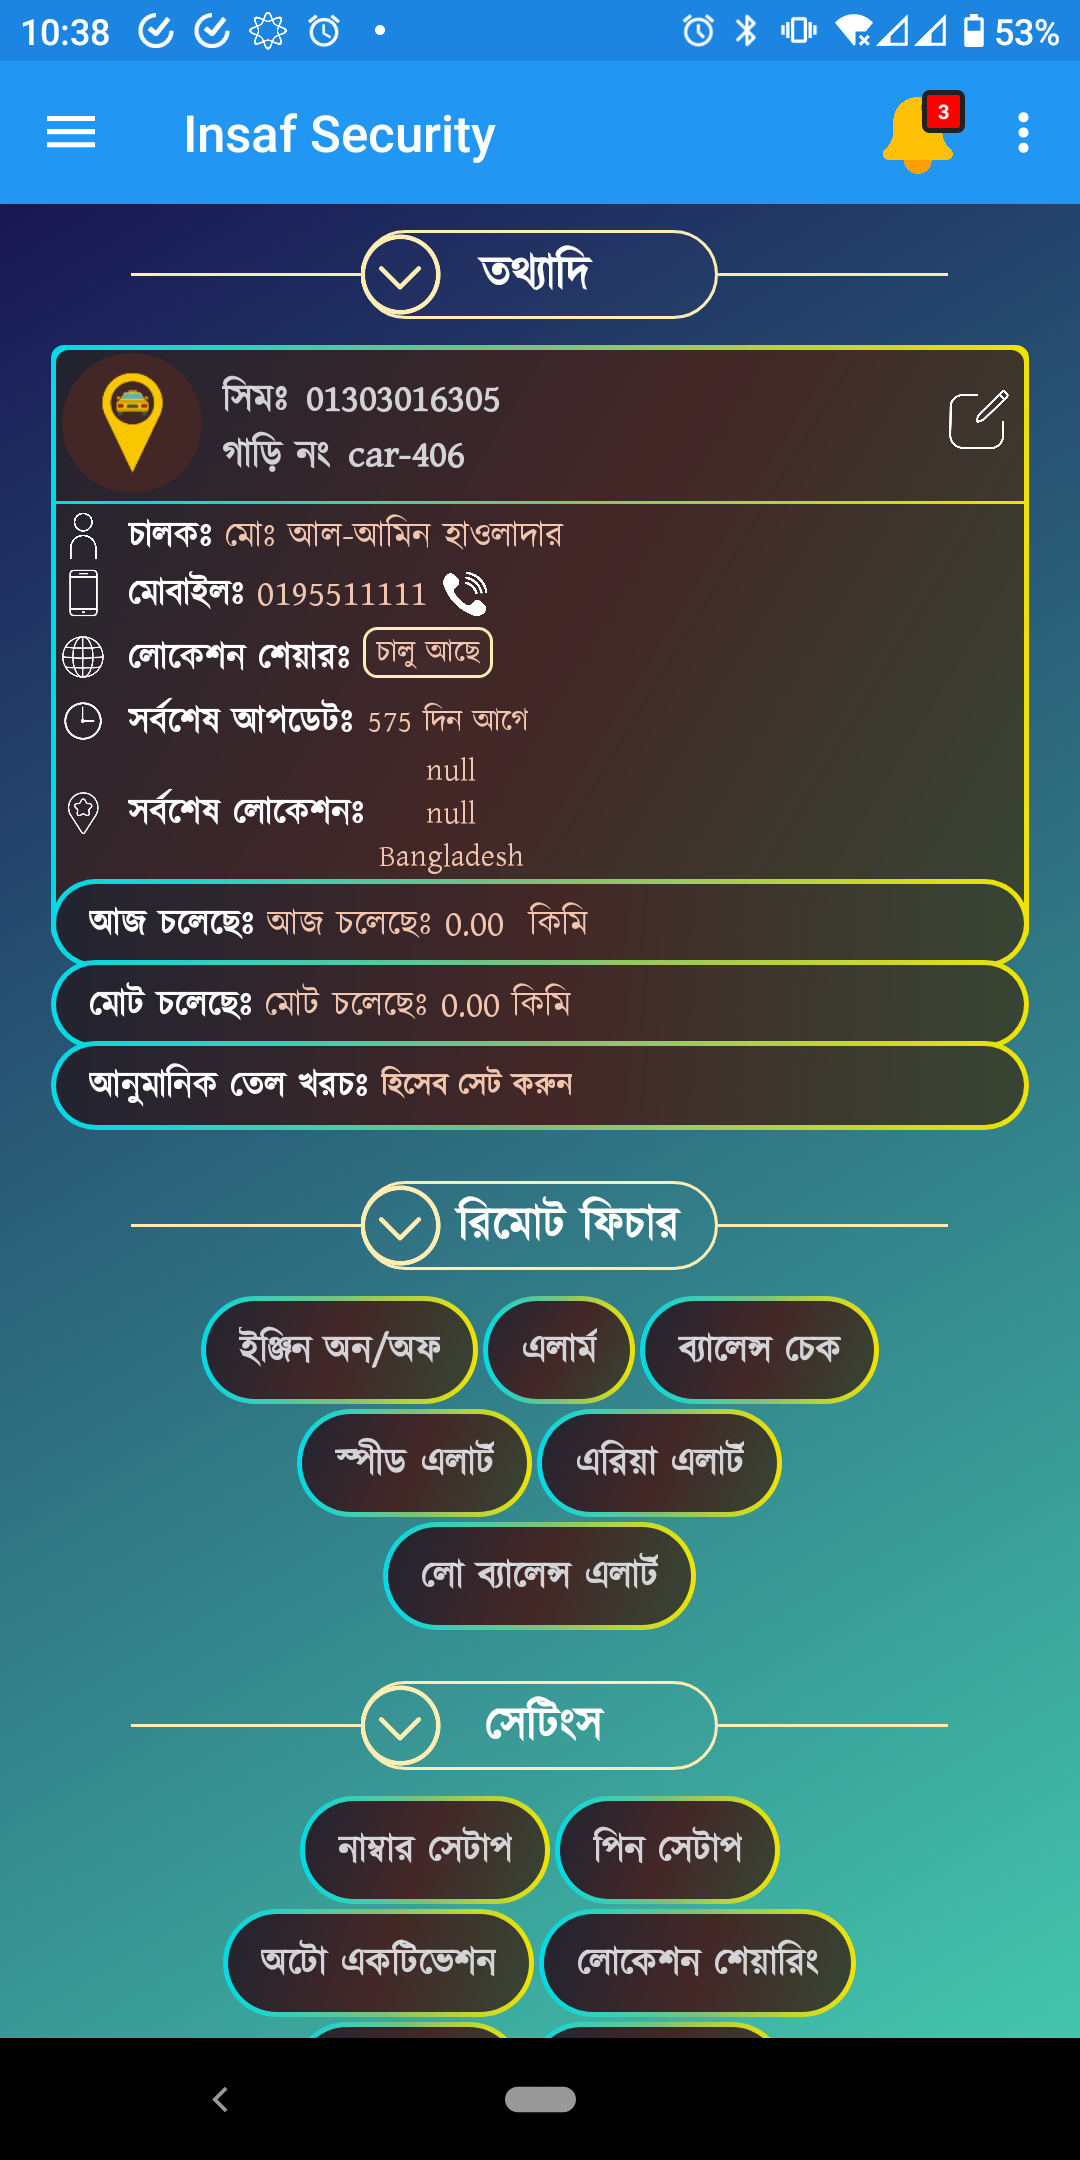 10:38
53%
Insaf Security
3
তথ্যাদি
সিমঃ 01303016305
গাড়ি নং car-406
চালকঃ মোঃ আল-আমিন হাওলাদার
মোবাইলঃ 0195511111
লোকেশন শেয়ারঃ চালু আছে
সর্বশেষ আপডেটঃ 575 দিন আগে
null
সর্বশেষ লোকেশনঃ null
Bangladesh
আজ চলেছেঃ আজ চলেছেঃ 0.00 কিমি
মোট চলেছেঃ মোট চলেছেঃ 0.00 কিমি
আনুমানিক তেল খরচঃ হিসেব সেট করুন
রিমোট ফিচার
ইঞ্জিন অন/অফ এলার্ম ব্যালেন্স চেক
স্পীড এলার্ট এরিয়া এলার্ট
লো ব্যালেন্স এলার্ট
সেটিংস
নাম্বার সেটাপ পিন সেটাপ
অটো একটিভেশন লোকেশন শেয়ারিং